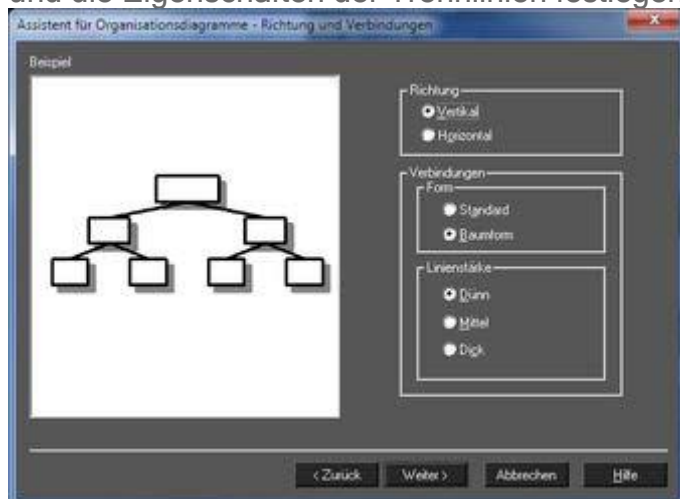 und die Eigenschaften der Trennlinien festlegen
Assistent für Organisationsdiagramme - Richtung und Verbindungen
Beispiel
Richtung
Vertikal
Horizontal
Verbindungen
Form
Standard
Baumform
Linienstärke
Dünn
Mittel
Dick
< Zurück Weiter > Abbrechen Hilfe